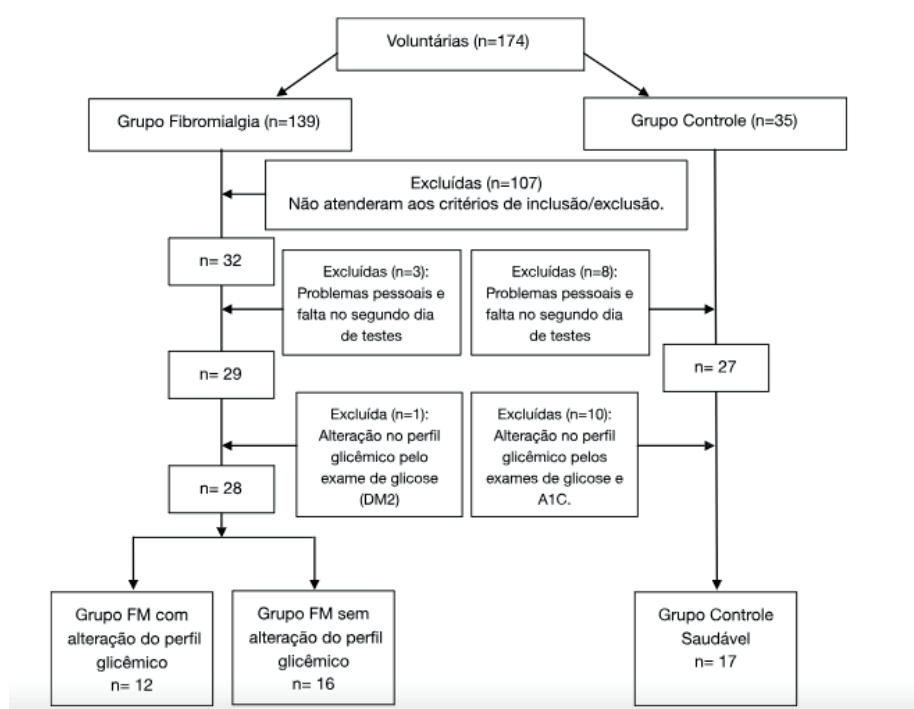 Voluntárias (n=174)
Grupo Fibromialgia (n=139)
Grupo Controle (n=35)
Excluídas (n=107)
Não atenderam aos critérios de inclusão/exclusão.
n= 32
Excluídas (n=3):
Problemas pessoais e
falta no segundo dia
de testes
Excluídas (n=8):
Problemas pessoais e
falta no segundo dia
de testes
n= 29
n= 27
Excluída (n=1):
Alteração no perfil
glicêmico pelo
exame de glicose
(DM2)
Excluídas (n=10):
Alteração no perfil
glicêmico pelos
exames de glicose e
A1C.
n= 28
Grupo FM com
alteração do perfil
glicêmico
n= 12
Grupo FM sem
alteração do perfil
glicêmico
n= 16
Grupo Controle
Saudável
n= 17